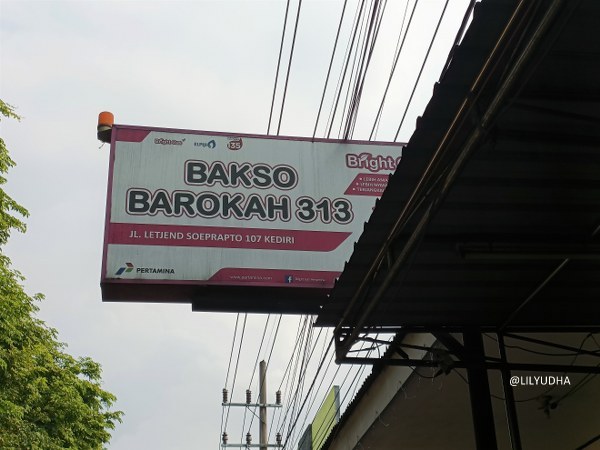 BAKSO
BAROKAH 313
JL. LETJEND SOEPRAPTO 107 KEDIRI
PERTAMINA
Bright
@LILYUDHA